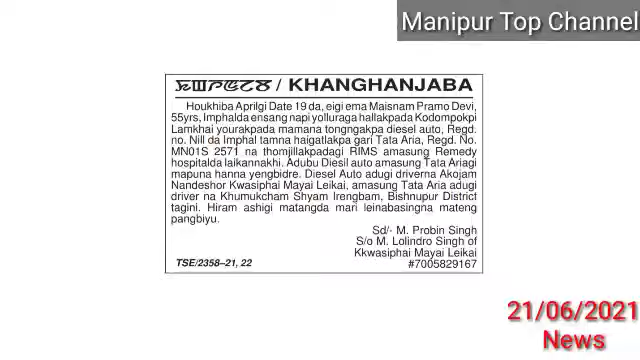 Manipur Top Channel
ꯈꯪꯍꯟꯖꯕ / KHANGHANJABA
Houkhiba Aprilgi Date 19 da, eigi ema Maisnam Pramo Devi,
55yrs, Imphalda ensang napi yolluraga hallakpada Kodompokpi
Lamkhai yourakpada mamana tongngakpa diesel auto, Regd.
no. Nill da Imphal tamna haigatlakpa gari Tata Aria, Regd. No.
MN01S 2571 na thomjillakpadagi RIMS amasung Remedy
hospitalda laikannakhi. Adubu Diesil auto amasung Tata Ariagi
mapuna hanna yengbidre. Diesel Auto adugi driverna Akojam
Nandeshor Kwasiphai Mayai Leikai, amasung Tata Aria adugi
driver na Khumukcham Shyam Irengbam, Bishnupur District
tagini. Hiram ashigi matangda mari leinabasingna mateng
pangbiyu.
Sd/- M. Probin Singh
S/o M. Lolindro Singh of
Kkwasiphai Mayai Leikai
TSE/2358–21, 22 #7005829167
21/06/2021
News